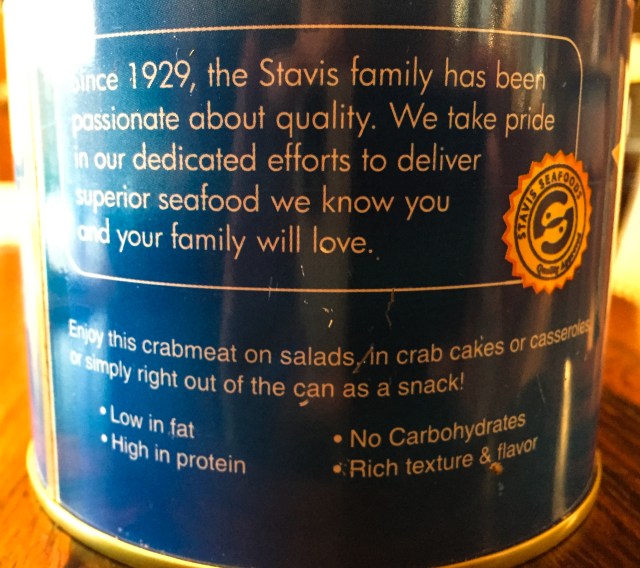 Since 1929, the Stavis family has been
passionate about quality. We take pride
in our dedicated efforts to deliver
superior seafood we know you
and your family will love.
STAVIS SEAFOODS
Quality Approved
Enjoy this crabmeat on salads, in crab cakes or casseroles
or simply right out of the can as a snack!
• Low in fat
• High in protein
• No Carbohydrates
• Rich texture & flavor